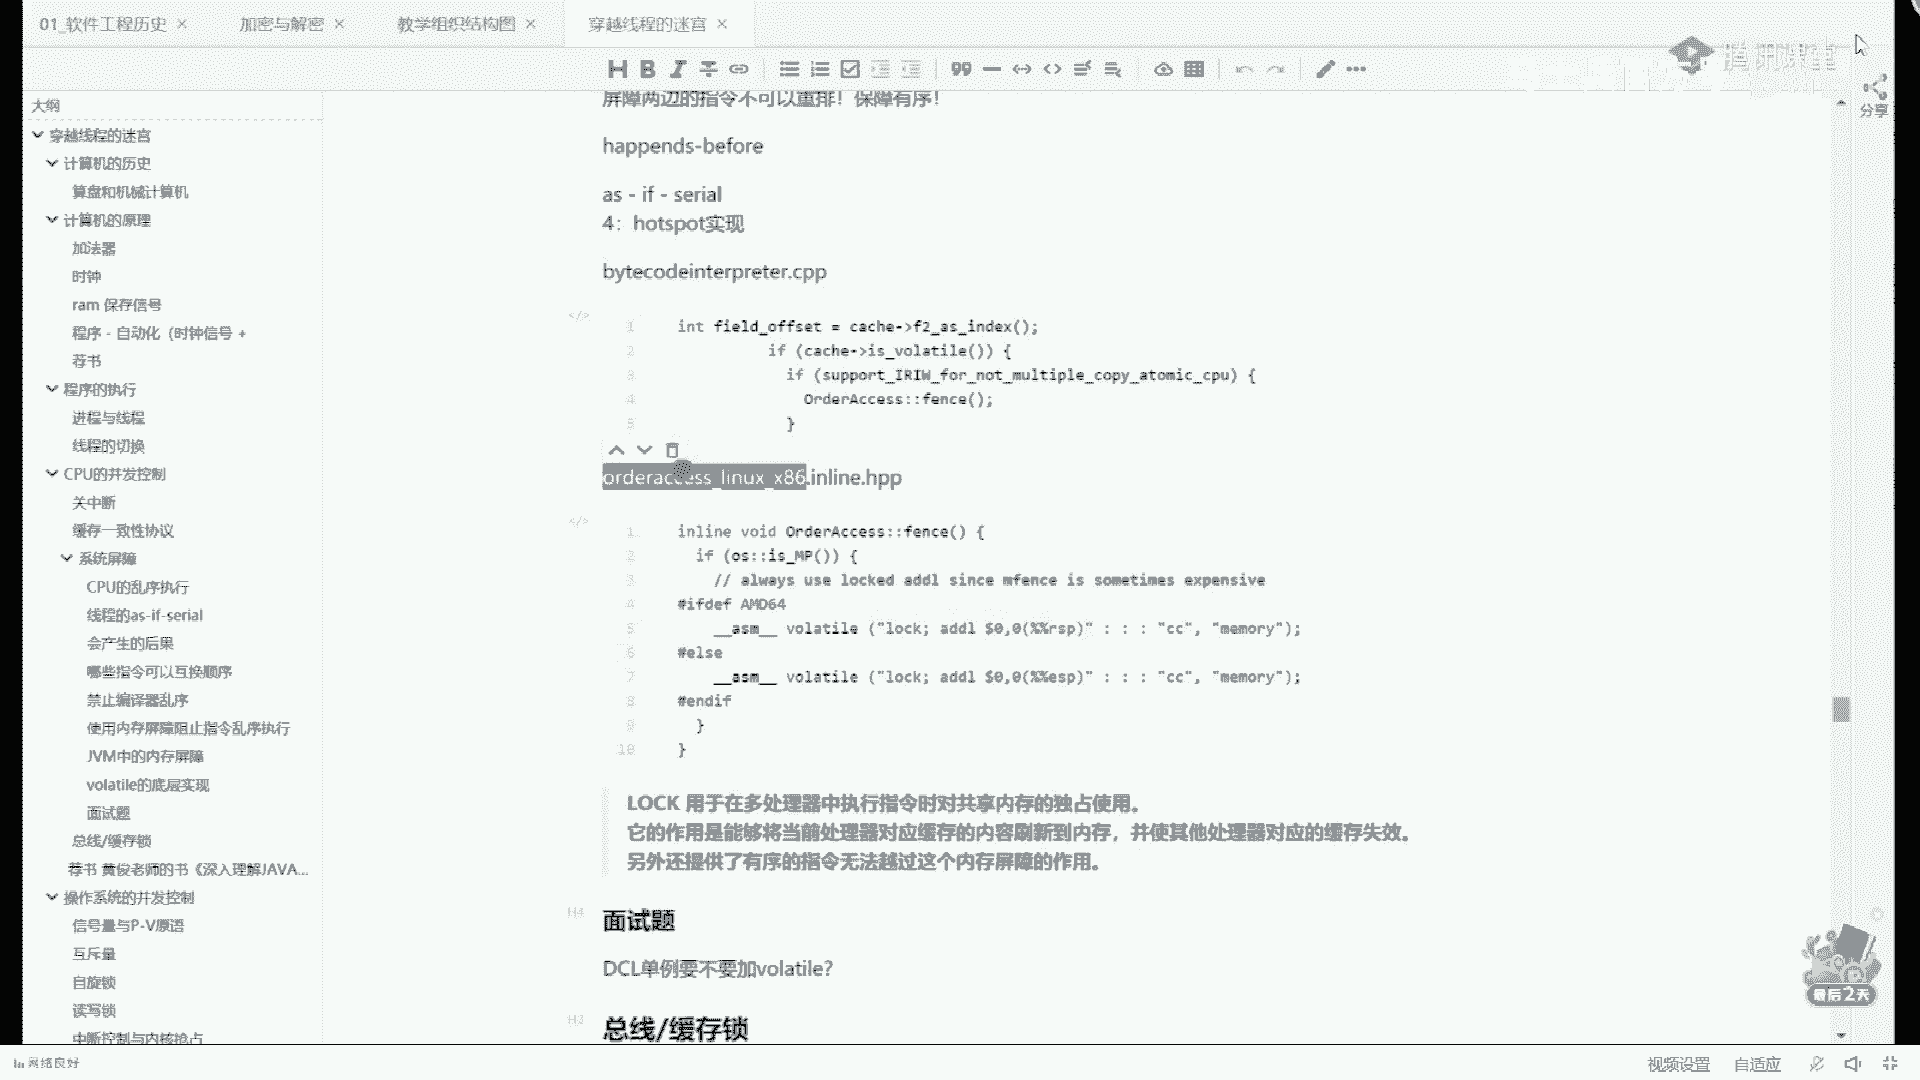 01_软件工程历史 ×
加密与解密 ×
教学组织结构图 ×
穿越线程的迷宫 ×
腾讯课堂
分享
大纲
穿越线程的迷宫
计算机的历史
算盘和机械计算机
计算机的原理
加法器
时钟
ram 保存信号
程序 - 自动化（时钟信号 +
荐书
程序的执行
进程与线程
线程的切换
CPU的并发控制
关中断
缓存一致性协议
系统屏障
CPU的乱序执行
线程的as-if-serial
会产生的后果
哪些指令可以互换顺序
禁止编译器乱序
使用内存屏障阻止指令乱序执行
JVM中的内存屏障
volatile的底层实现
面试题
总线/缓存锁
荐书 黄俊老师的书《深入理解JAVA...
操作系统的并发控制
信号量与P-V原语
互斥量
自旋锁
读写锁
中断控制与内核抢占
屏障两边的指令不可以重排！保障有序！
happends-before
as - if - serial
4：hotspot实现
bytecodeinterpreter.cpp
1 int field_offset = cache->f2_as_index();
2 if (cache->is_volatile()) {
3 if (support_IRIW_for_not_multiple_copy_atomic_cpu) {
4 OrderAccess::fence();
5 }
orderaccess_linux_x86.inline.hpp
1 inline void OrderAccess::fence() {
2 if (os::is_MP()) {
3 // always use locked addl since mfence is sometimes expensive
4 #ifdef AMD64
5 __asm__ volatile ("lock; addl $0,0(%%rsp)" : : : "cc", "memory");
6 #else
7 __asm__ volatile ("lock; addl $0,0(%%esp)" : : : "cc", "memory");
8 #endif
9 }
10 }
LOCK 用于在多处理器中执行指令时对共享内存的独占使用。
它的作用是能够将当前处理器对应缓存的内容刷新到内存，并使其他处理器对应的缓存失效。
另外还提供了有序的指令无法越过这个内存屏障的作用。
H4 面试题
DCL单例要不要加volatile？
H3 总线/缓存锁
最后2天
网络良好
视频设置 自适应